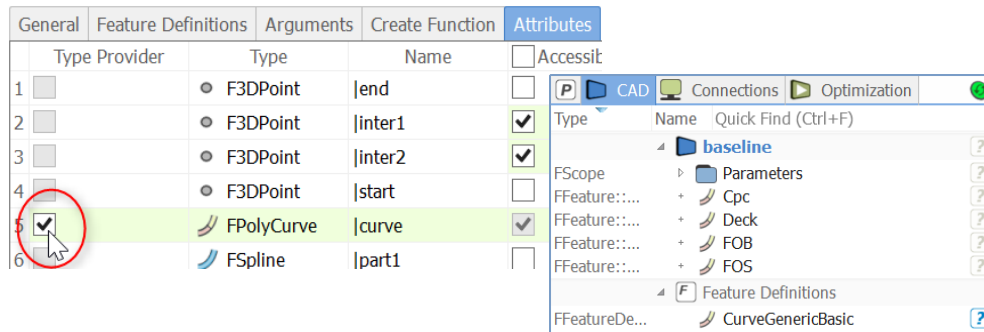 General Feature Definitions Arguments Create Function Attributes
Type Provider Type Name Accessib
1 F3DPoint |end
2 F3DPoint |inter1
3 F3DPoint |inter2
4 F3DPoint |start
5 FPolyCurve |curve
6 FSpline |part1
P CAD Connections Optimization
Type Name Quick Find (Ctrl+F)
baseline ?
FScope Parameters ?
FFeature::... Cpc ?
FFeature::... Deck ?
FFeature::... FOB ?
FFeature::... FOS ?
F Feature Definitions
FFeatureDe... CurveGenericBasic ?